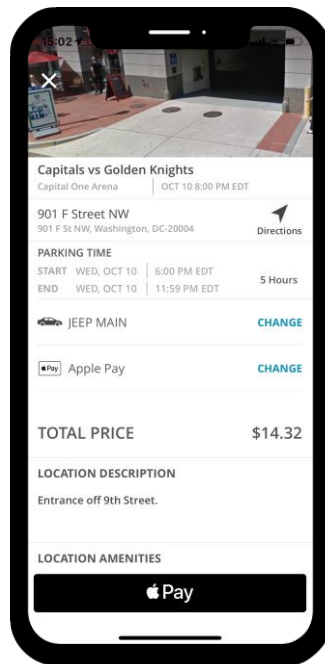 15:02
Capitals vs Golden Knights
Capital One Arena OCT 10 8:00 PM EDT
901 F Street NW
901 F St NW, Washington, DC-20004
Directions
PARKING TIME
START WED, OCT 10 6:00 PM EDT
END WED, OCT 10 11:59 PM EDT
5 Hours
JEEP MAIN CHANGE
Pay Apple Pay CHANGE
TOTAL PRICE $14.32
LOCATION DESCRIPTION
Entrance off 9th Street.
LOCATION AMENITIES
Pay